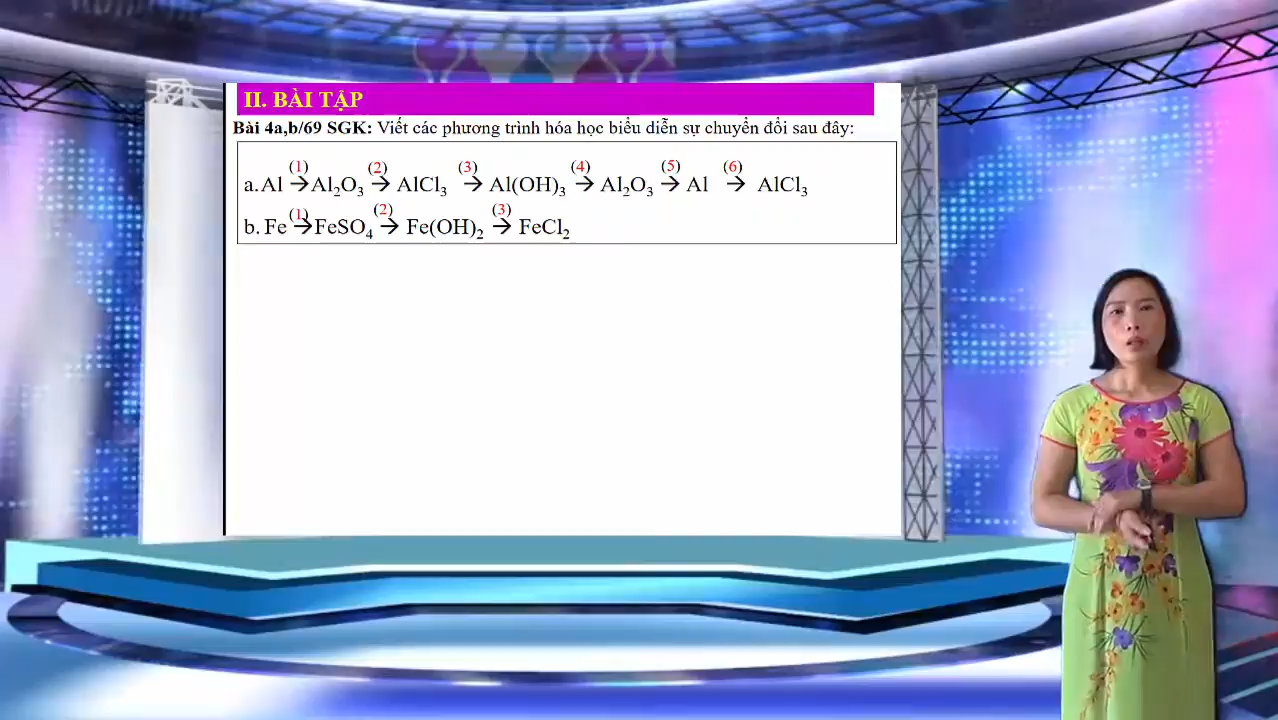 II. BÀI TẬP
Bài 4a,b/69 SGK: Viết các phương trình hóa học biểu diễn sự chuyển đổi sau đây:
(1) (2) (3) (4) (5) (6)
a. Al → Al₂O₃ → AlCl₃ → Al(OH)₃ → Al₂O₃ → Al → AlCl₃
(1) (2) (3)
b. Fe → FeSO₄ → Fe(OH)₂ → FeCl₂